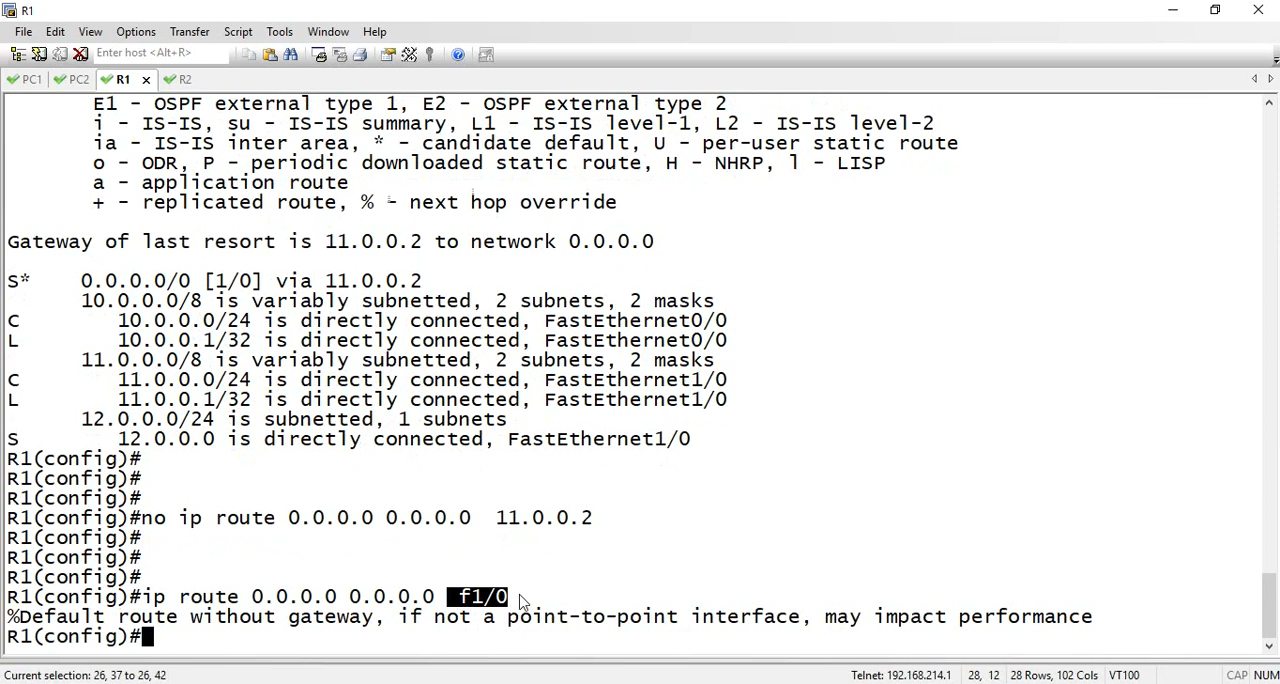 R1
File Edit View Options Transfer Script Tools Window Help
Enter host <Alt+R>
PC1 PC2 R1 R2
E1 - OSPF external type 1, E2 - OSPF external type 2
i - IS-IS, su - IS-IS summary, L1 - IS-IS level-1, L2 - IS-IS level-2
ia - IS-IS inter area, * - candidate default, U - per-user static route
o - ODR, P - periodic downloaded static route, H - NHRP, l - LISP
a - application route
+ - replicated route, % - next hop override
Gateway of last resort is 11.0.0.2 to network 0.0.0.0
S* 0.0.0.0/0 [1/0] via 11.0.0.2
10.0.0.0/8 is variably subnetted, 2 subnets, 2 masks
C 10.0.0.0/24 is directly connected, FastEthernet0/0
L 10.0.0.1/32 is directly connected, FastEthernet0/0
11.0.0.0/8 is variably subnetted, 2 subnets, 2 masks
C 11.0.0.0/24 is directly connected, FastEthernet1/0
L 11.0.0.1/32 is directly connected, FastEthernet1/0
12.0.0.0/24 is subnetted, 1 subnets
S 12.0.0.0 is directly connected, FastEthernet1/0
R1(config)#
R1(config)#
R1(config)#
R1(config)#no ip route 0.0.0.0 0.0.0.0 11.0.0.2
R1(config)#
R1(config)#
R1(config)#
R1(config)#ip route 0.0.0.0 0.0.0.0 f1/0
%Default route without gateway, if not a point-to-point interface, may impact performance
R1(config)#
Current selection: 26, 37 to 26, 42 Telnet: 192.168.214.1 28, 12 28 Rows, 102 Cols VT100 CAP NUM